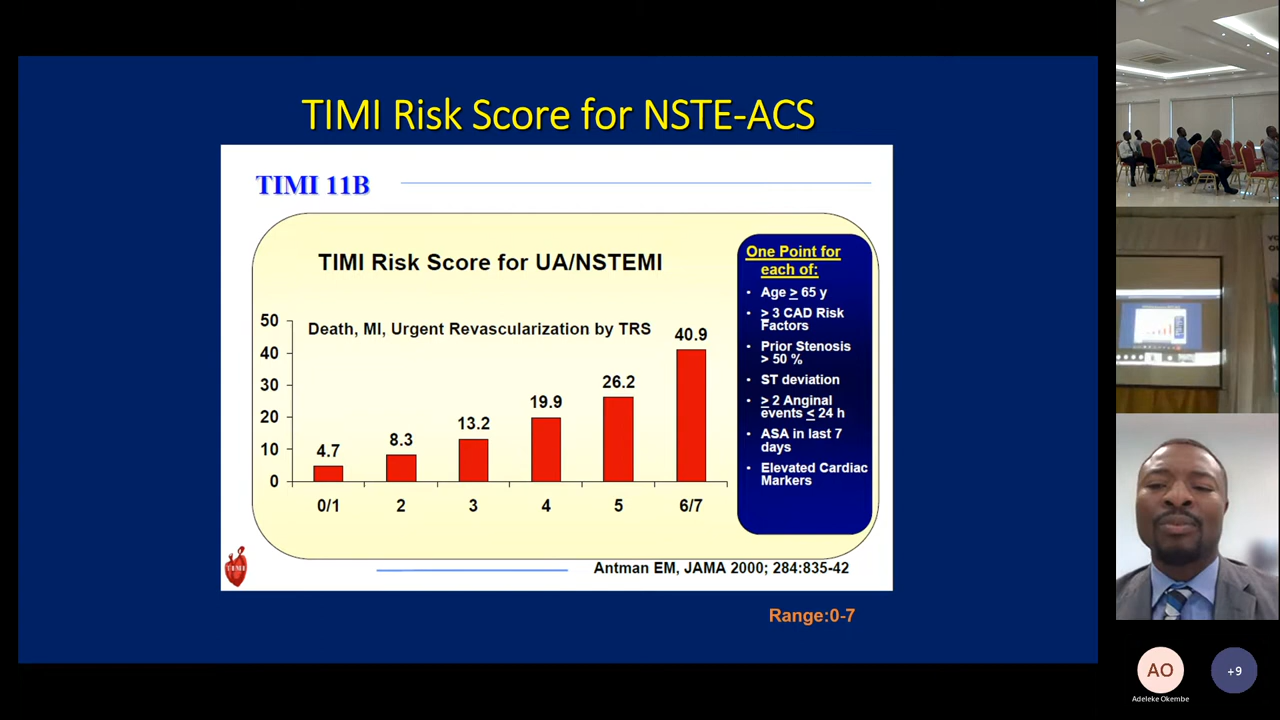 TIMI Risk Score for NSTE-ACS
TIMI 11B
TIMI Risk Score for UA/NSTEMI
Death, MI, Urgent Revascularization by TRS
50
40
30
20
10
0
4.7
8.3
13.2
19.9
26.2
40.9
0/1
2
3
4
5
6/7
One Point for
each of:
• Age > 65 y
• > 3 CAD Risk
Factors
• Prior Stenosis
> 50 %
• ST deviation
• > 2 Anginal
events < 24 h
• ASA in last 7
days
• Elevated Cardiac
Markers
TIMI
Antman EM, JAMA 2000; 284:835-42
Range:0-7
AO
Adeleke Okembe
+9